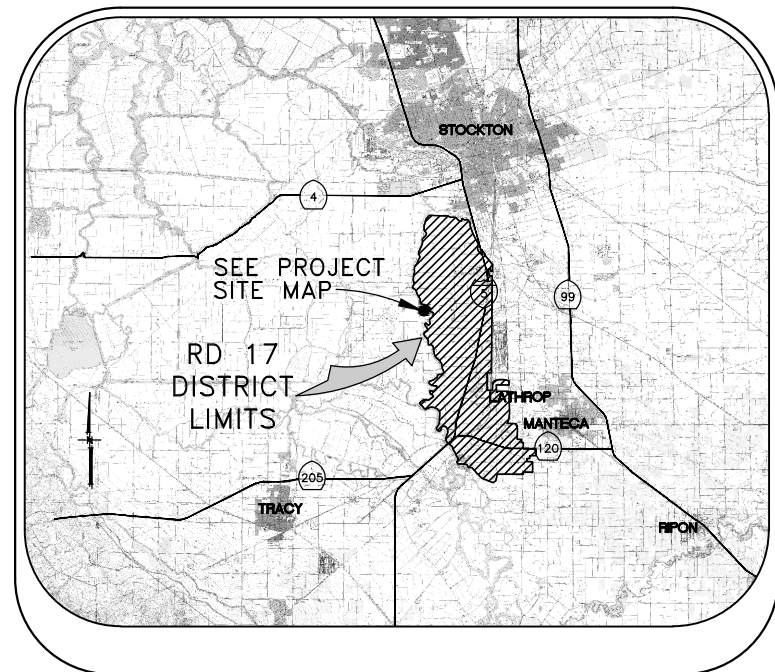 STOCKTON
4
SEE PROJECT
SITE MAP
5
99
RD 17
DISTRICT
LIMITS
LATHROP
MANTECA
N
120
205
TRACY
RIPON